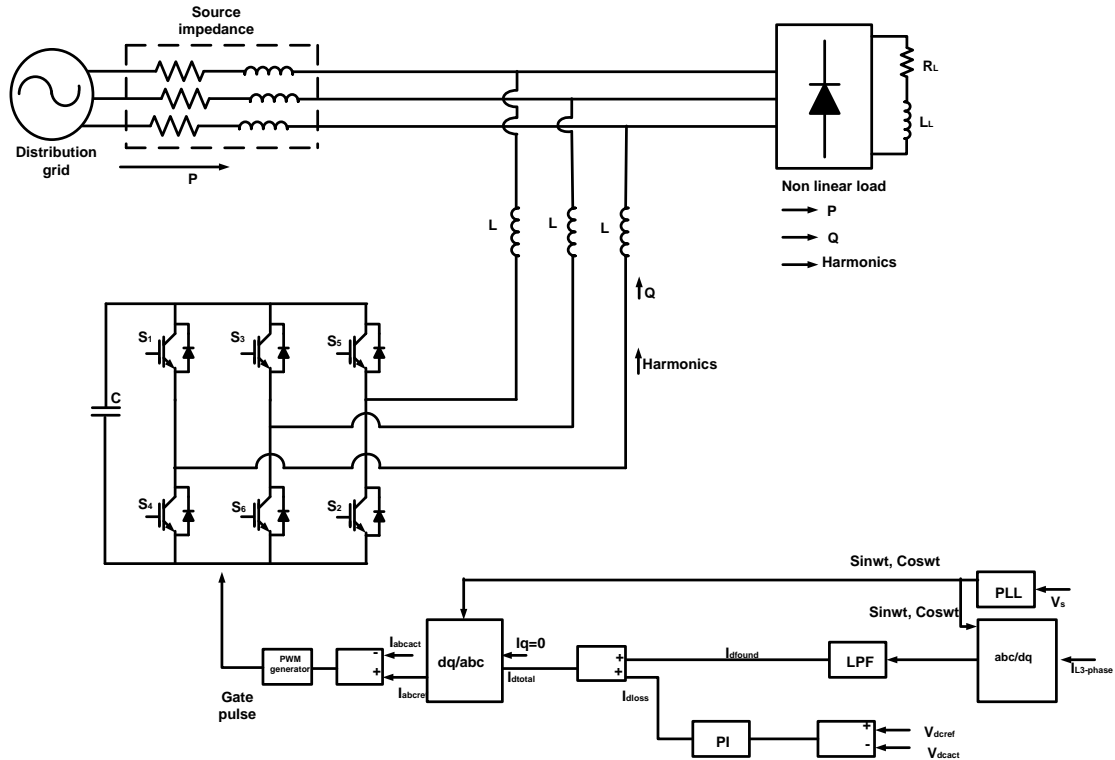 Source
impedance
Distribution
grid
P
RL
LL
Non linear load
P
Q
Harmonics
L
L
L
Q
Harmonics
S1
S3
S5
C
S4
S6
S2
Gate
pulse
PWM
generator
-
+
Iabcact
Iabcref
dq/abc
Iq=0
Idtotal
+
+
Idfound
Idloss
LPF
PI
+
-
Vdcref
Vdcact
Sinwt, Coswt
Sinwt, Coswt
PLL
Vs
abc/dq
IL3-phase